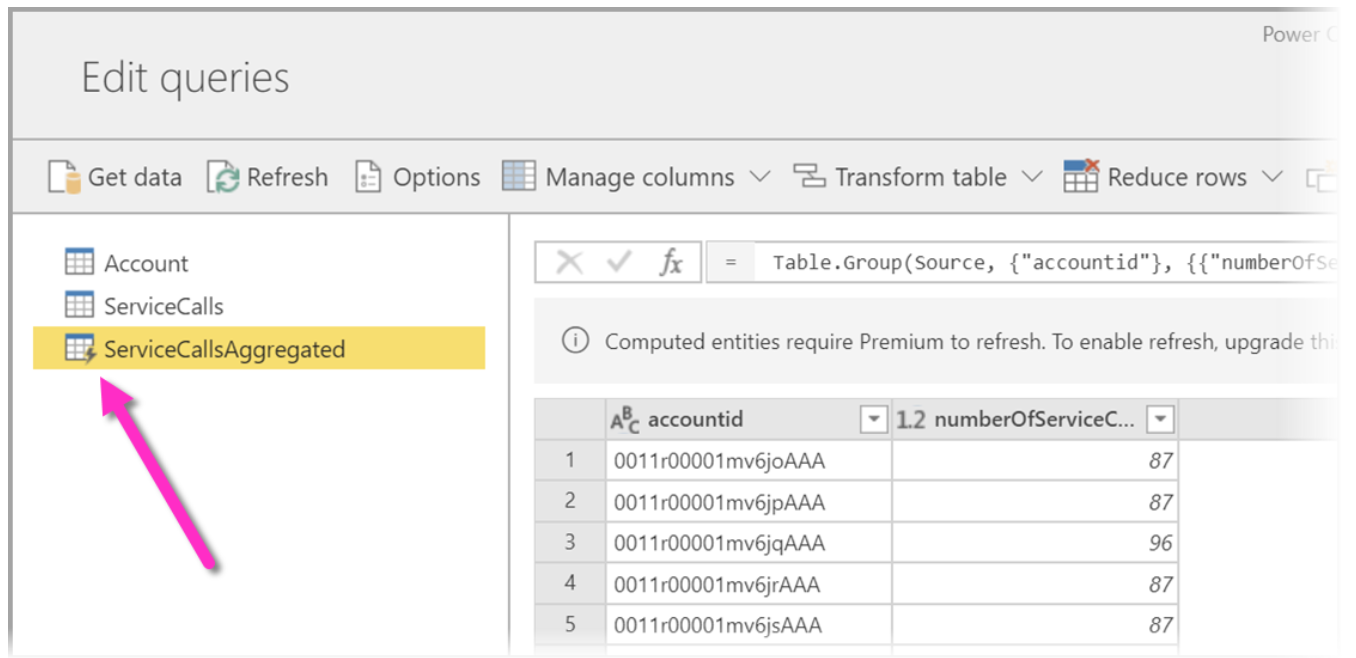 Power
Edit queries
Get data Refresh Options Manage columns Transform table Reduce rows
Account
ServiceCalls
ServiceCallsAggregated
fx = Table.Group(Source, {"accountid"}, {{"numberOfSe
Computed entities require Premium to refresh. To enable refresh, upgrade
ABC accountid 1.2 numberOfServiceC...
1 0011r00001mv6joAAA 87
2 0011r00001mv6jpAAA 87
3 0011r00001mv6jqAAA 96
4 0011r00001mv6jrAAA 87
5 0011r00001mv6jsAAA 87